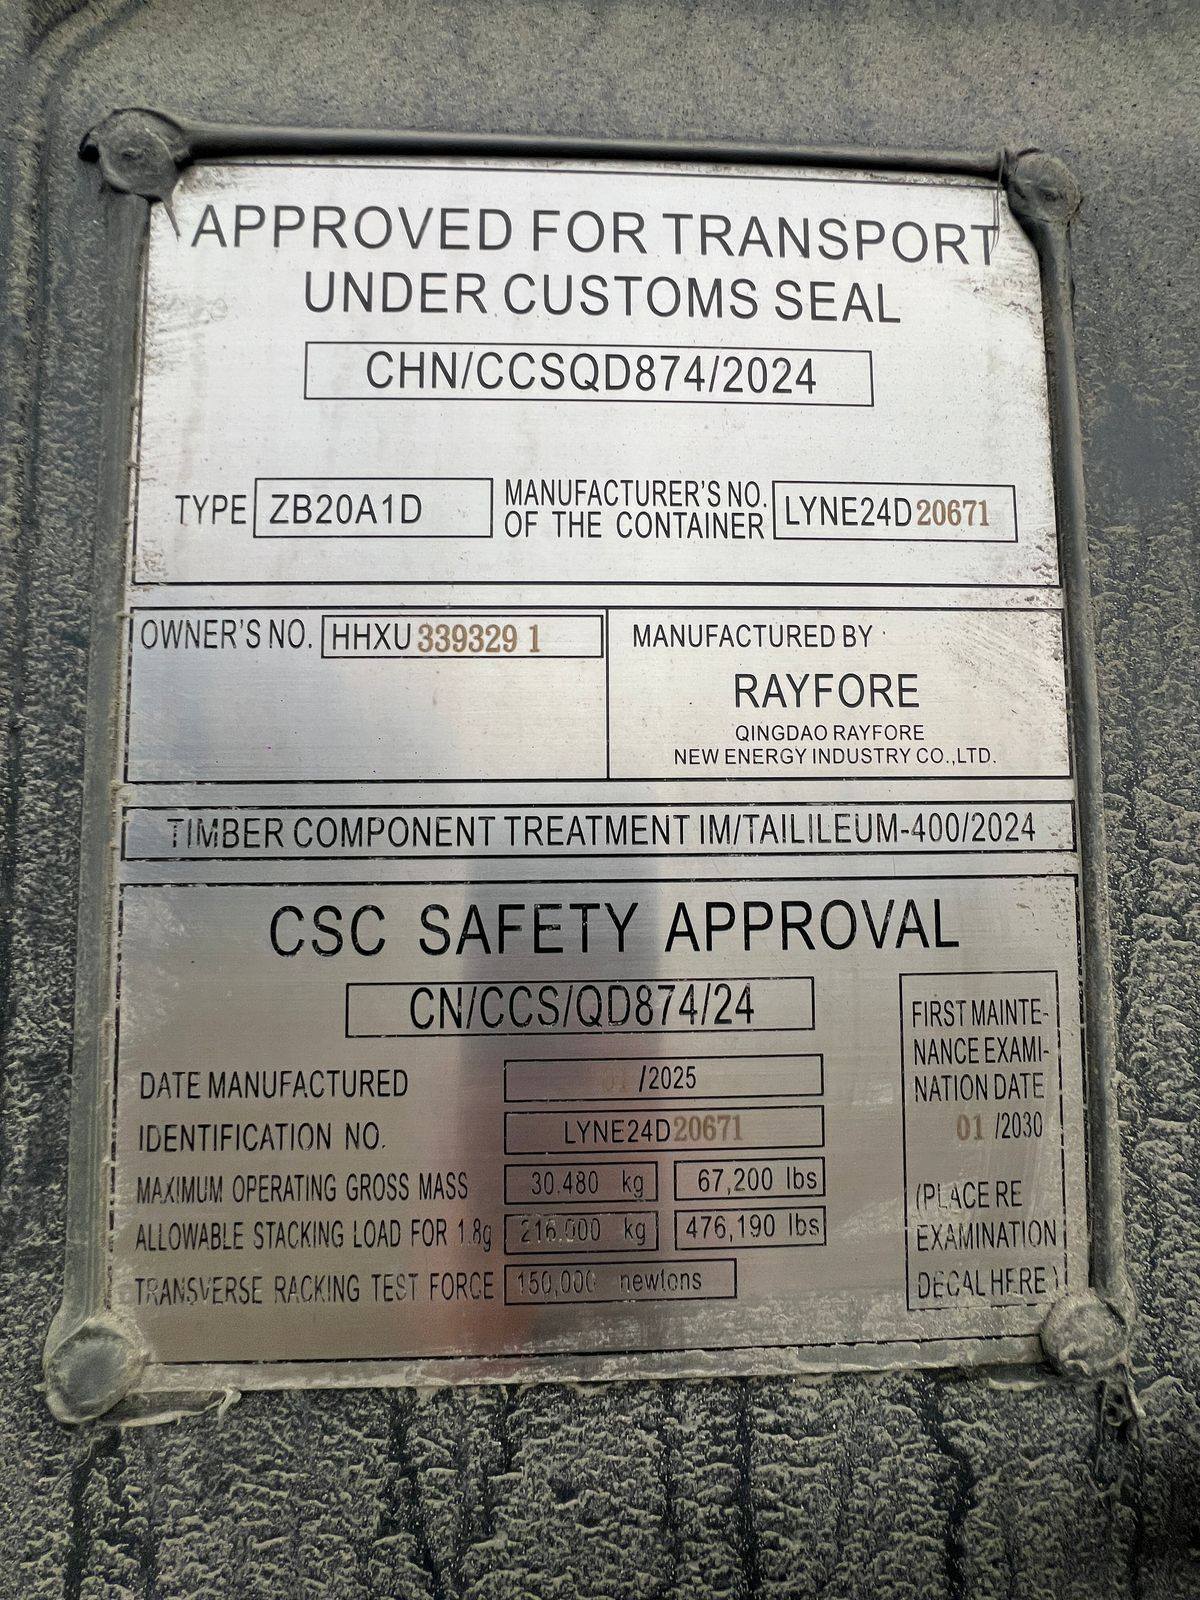 APPROVED FOR TRANSPORT
UNDER CUSTOMS SEAL
CHN/CCSQD874/2024
TYPE ZB20A1D MANUFACTURER'S NO. OF THE CONTAINER LYNE24D20671
OWNER'S NO. HHXU 339329 1
MANUFACTURED BY
RAYFORE
QINGDAO RAYFORE
NEW ENERGY INDUSTRY CO.,LTD.
TIMBER COMPONENT TREATMENT IM/TAILILEUM-400/2024
CSC SAFETY APPROVAL
CN/CCS/QD874/24
DATE MANUFACTURED 01/2025
IDENTIFICATION NO. LYNE24D20671
MAXIMUM OPERATING GROSS MASS 30.480 kg 67,200 lbs
ALLOWABLE STACKING LOAD FOR 1.8g 216.000 kg 476,190 lbs
TRANSVERSE RACKING TEST FORCE 150,000 newtons
FIRST MAINTE-
NANCE EXAMI-
NATION DATE
01 /2030
(PLACE RE
EXAMINATION
DECAL HERE)